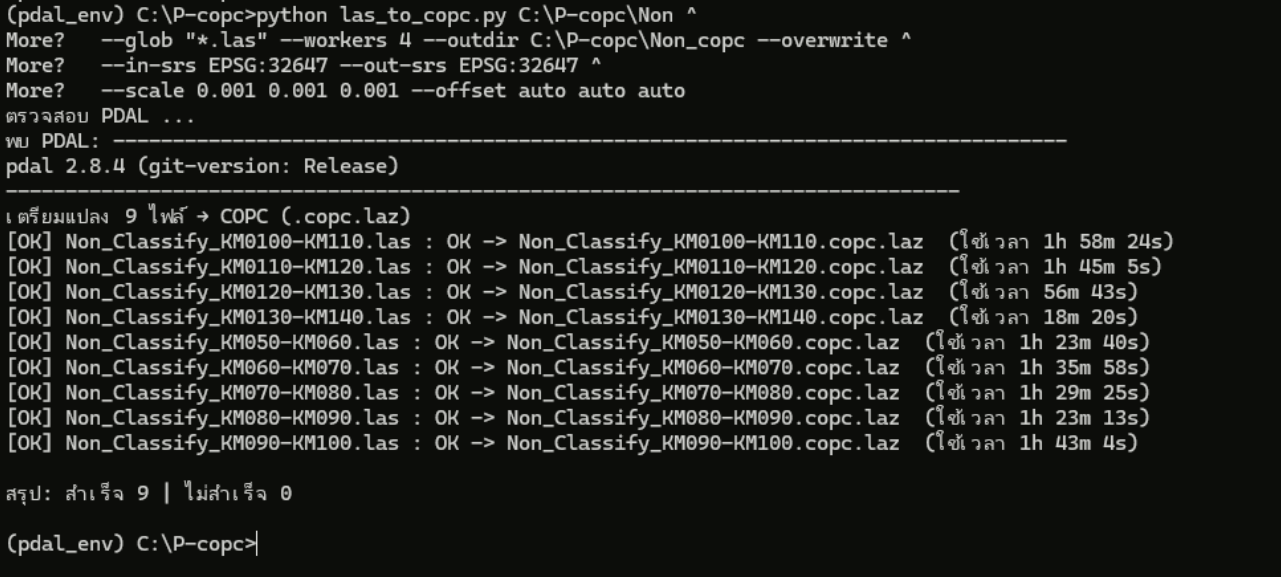 (pdal_env) C:\P-copc>python las_to_copc.py C:\P-copc\Non ^
More?   --glob "*.las" --workers 4 --outdir C:\P-copc\Non_copc --overwrite ^
More?   --in-srs EPSG:32647 --out-srs EPSG:32647 ^
More?   --scale 0.001 0.001 0.001 --offset auto auto auto
ตรวจสอบ PDAL ...
พบ PDAL: --------------------------------------------------------------------------------
pdal 2.8.4 (git-version: Release)
--------------------------------------------------------------------------------
เตรียมแปลง 9 ไฟล์ → COPC (.copc.laz)
[OK] Non_Classify_KM0100-KM110.las : OK -> Non_Classify_KM0100-KM110.copc.laz  (ใช้เวลา 1h 58m 24s)
[OK] Non_Classify_KM0110-KM120.las : OK -> Non_Classify_KM0110-KM120.copc.laz  (ใช้เวลา 1h 45m 5s)
[OK] Non_Classify_KM0120-KM130.las : OK -> Non_Classify_KM0120-KM130.copc.laz  (ใช้เวลา 56m 43s)
[OK] Non_Classify_KM0130-KM140.las : OK -> Non_Classify_KM0130-KM140.copc.laz  (ใช้เวลา 18m 20s)
[OK] Non_Classify_KM050-KM060.las : OK -> Non_Classify_KM050-KM060.copc.laz  (ใช้เวลา 1h 23m 40s)
[OK] Non_Classify_KM060-KM070.las : OK -> Non_Classify_KM060-KM070.copc.laz  (ใช้เวลา 1h 35m 58s)
[OK] Non_Classify_KM070-KM080.las : OK -> Non_Classify_KM070-KM080.copc.laz  (ใช้เวลา 1h 29m 25s)
[OK] Non_Classify_KM080-KM090.las : OK -> Non_Classify_KM080-KM090.copc.laz  (ใช้เวลา 1h 23m 13s)
[OK] Non_Classify_KM090-KM100.las : OK -> Non_Classify_KM090-KM100.copc.laz  (ใช้เวลา 1h 43m 4s)
สรุป: สำเร็จ 9 | ไม่สำเร็จ 0
(pdal_env) C:\P-copc>